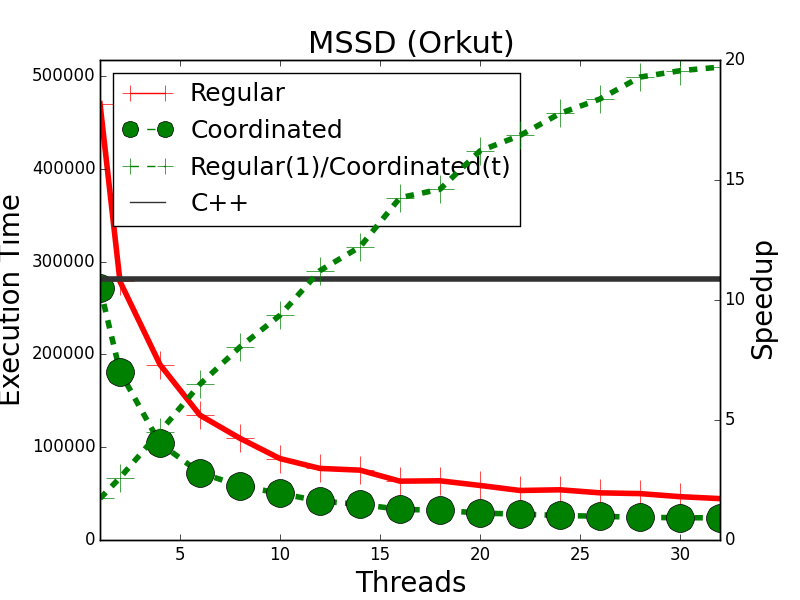 MSSD (Orkut)
Regular
Coordinated
Regular(1)/Coordinated(t)
C++
500000
400000
300000
200000
100000
0
Execution Time
20
15
10
5
0
Speedup
5 10 15 20 25 30
Threads